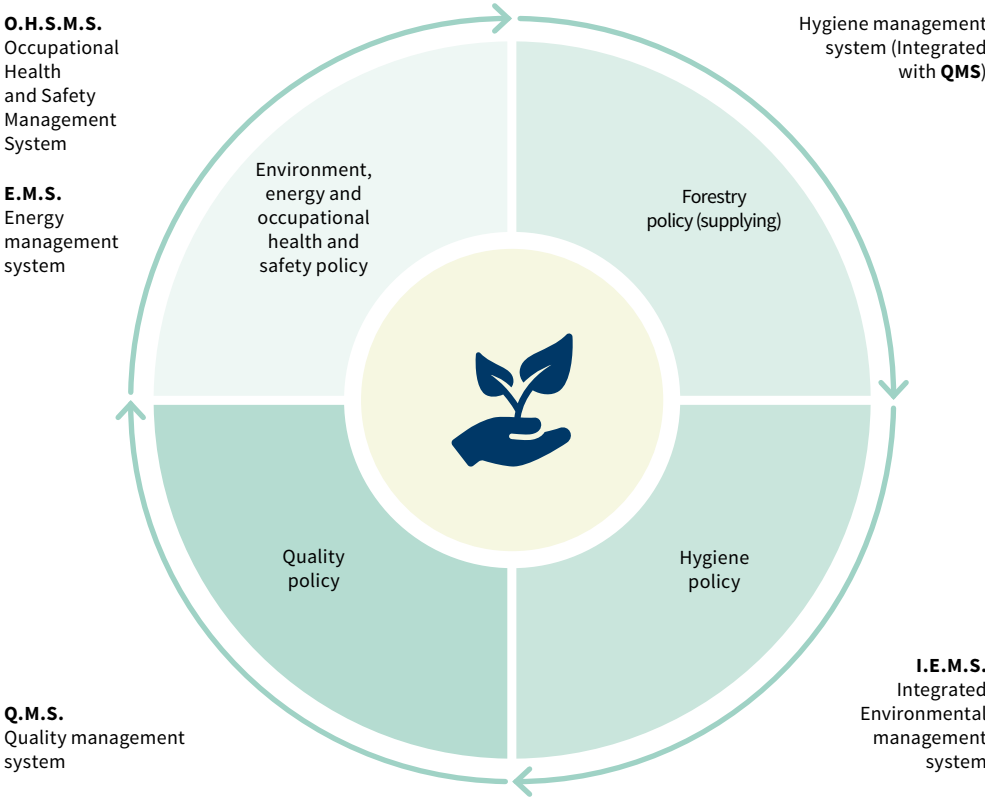 O.H.S.M.S.
Occupational
Health
and Safety
Management
System
E.M.S.
Energy
management
system
Hygiene management
system (Integrated
with QMS)
Environment,
energy and
occupational
health and
safety policy
Forestry
policy (supplying)
Quality
policy
Hygiene
policy
Q.M.S.
Quality management
system
I.E.M.S.
Integrated
Environmental
management
system